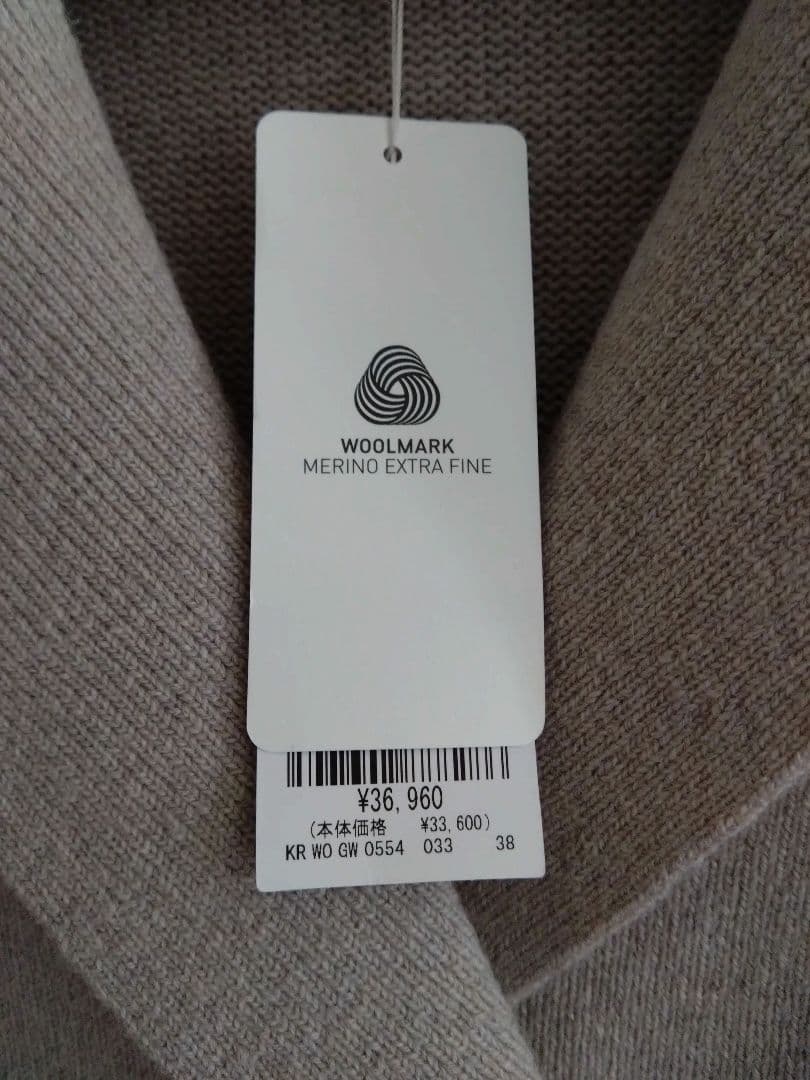 WOOLMARK
MERINO EXTRA FINE
¥36,960
(本体価格 ¥33,600)
KR WO GW 0554 033 38